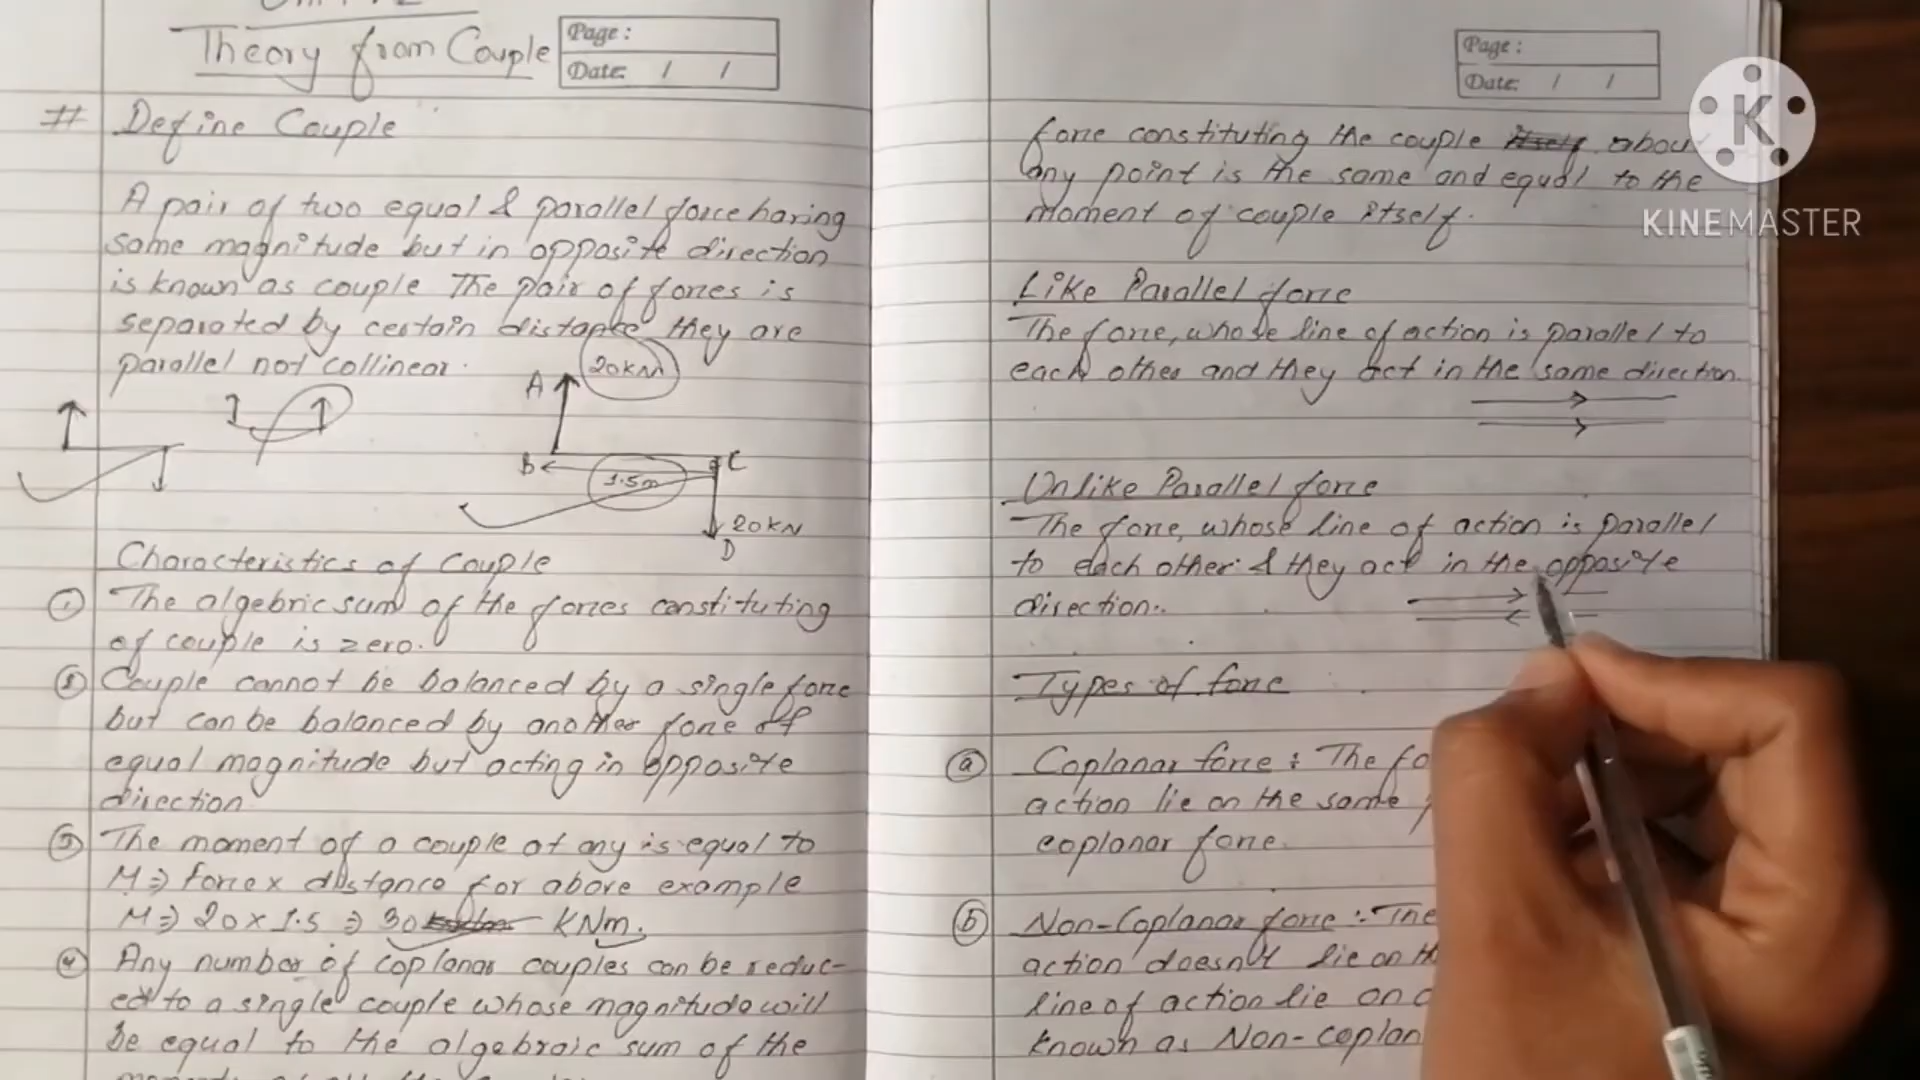 Theory from Couple
Page:
Date: / /
# Define Couple
A pair of two equal & parallel force having
same magnitude but in opposite direction
is known as couple The pair of forces is
separated by certain distance they are
parallel not collinear.
A
20KN
B
1.5m
C
20KN
D
Characteristics of Couple
① The algebric sum of the forces constituting
of couple is zero.
Couple cannot be balanced by a single force
but can be balanced by another force of
equal magnitude but acting in opposite
direction
③ The moment of a couple at any is equal to
M ⇒ force x distance for above example
M ⇒ 20 x 1.5 ⇒ 30 KNm.
④ Any number of coplanar couples can be reduc-
ed to a single couple whose magnitude will
be equal to the algebraic sum of the
Page:
Date: / /
force constituting the couple itself about
any point is the same and equal to the
moment of couple itself.
Like Parallel force
The force, whose line of action is parallel to
each other and they act in the same direction.
Unlike Parallel force
The force, whose line of action is parallel
to each other & they act in the opposite
direction.
Types of force
ⓐ Coplanar force : The fo
action lie on the same
coplanar force.
ⓑ Non-Coplanar force : The
action doesn't lie on th
line of action lie on
known as Non-coplan
K
KINEMASTER